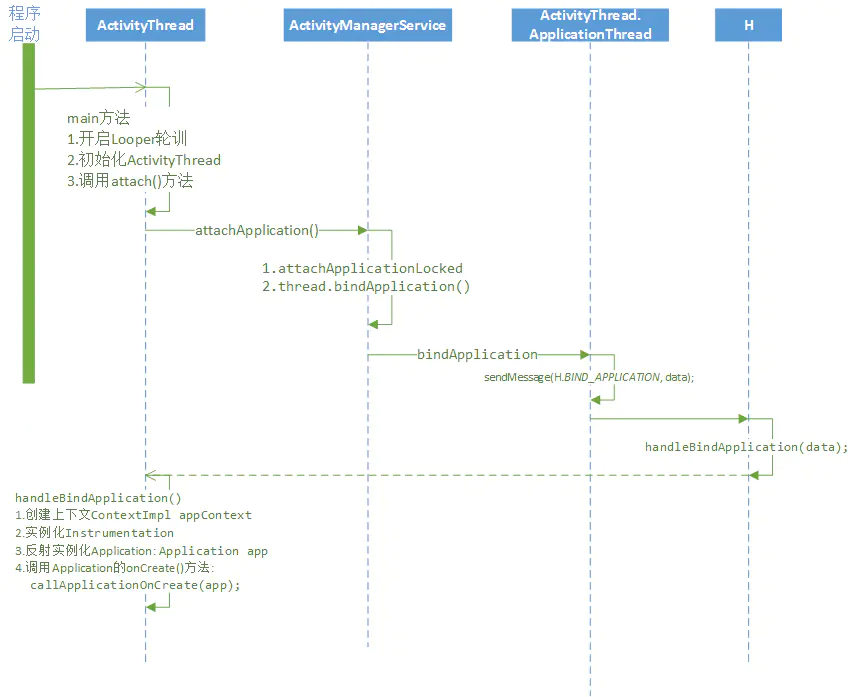 程序
启动
ActivityThread
ActivityManagerService
ActivityThread.
ApplicationThread
H
main方法
1.开启Looper轮训
2.初始化ActivityThread
3.调用attach()方法
attachApplication()
1.attachApplicationLocked
2.thread.bindApplication()
bindApplication
sendMessage(H.BIND_APPLICATION, data);
handleBindApplication(data);
handleBindApplication()
1.创建上下文ContextImpl appContext
2.实例化Instrumentation
3.反射实例化Application: Application app
4.调用Application的onCreate()方法:
callApplicationOnCreate(app);